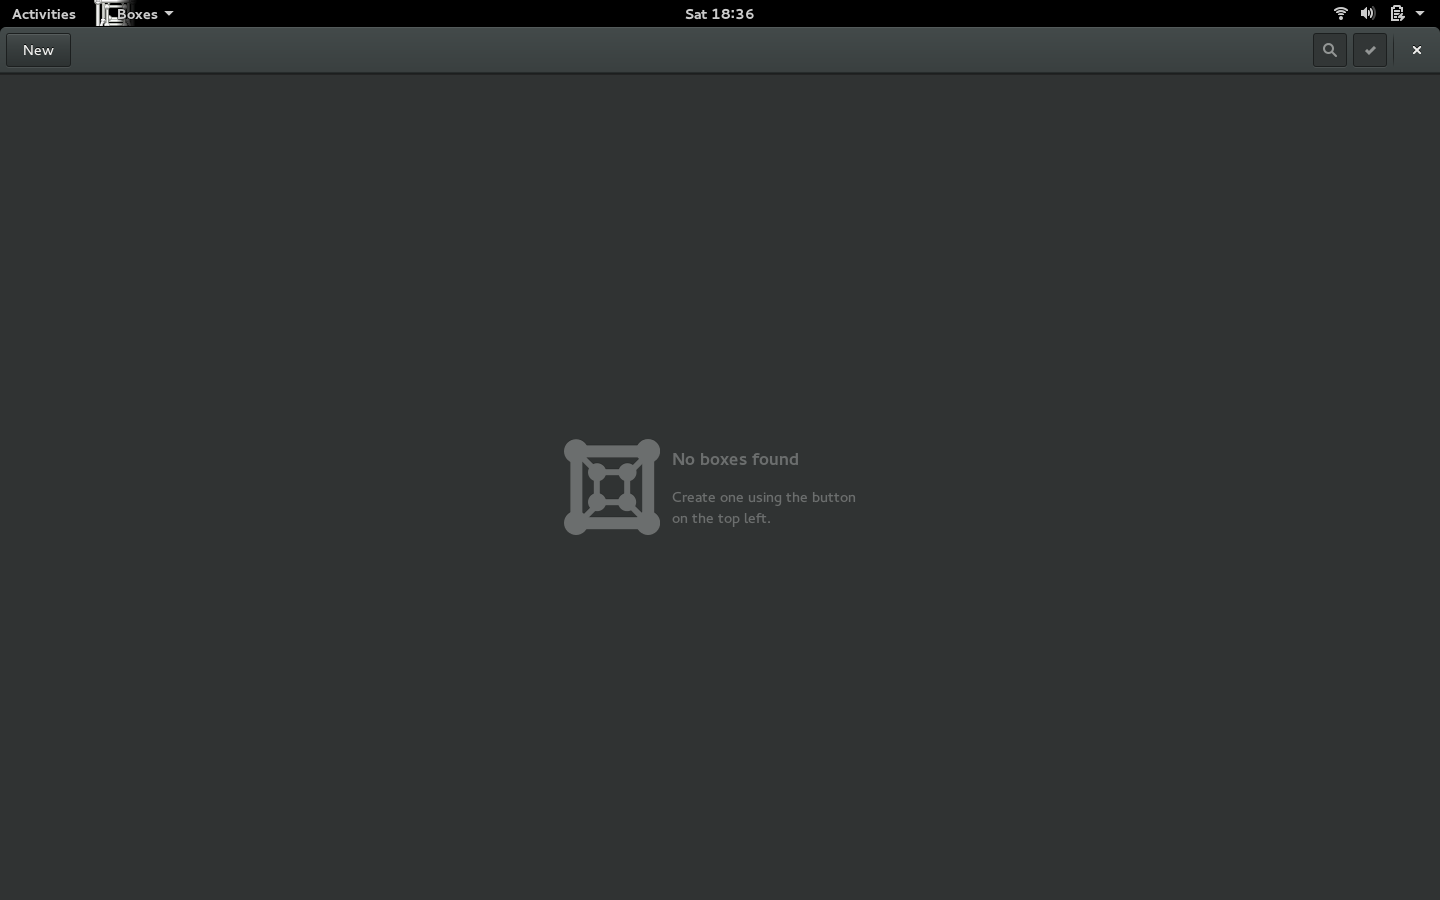 Activities
Boxes
Sat 18:36
New
No boxes found
Create one using the button
on the top left.